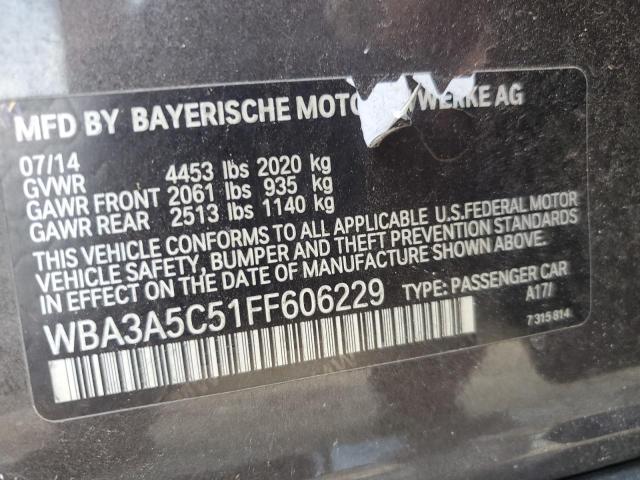 MFD BY BAYERISCHE MOTO WERKE AG
07/14
GVWR 4453 lbs 2020 kg
GAWR FRONT 2061 lbs 935 kg
GAWR REAR 2513 lbs 1140 kg
THIS VEHICLE CONFORMS TO ALL APPLICABLE U.S.FEDERAL MOTOR
VEHICLE SAFETY, BUMPER AND THEFT PREVENTION STANDARDS
IN EFFECT ON THE DATE OF MANUFACTURE SHOWN ABOVE.
WBA3A5C51FF606229 TYPE: PASSENGER CAR
A17/
7 315 814